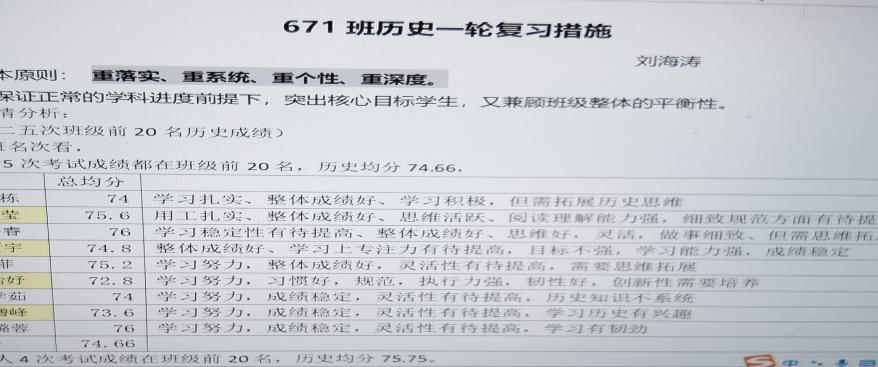 671 班历史一轮复习措施
刘海涛
本原则： 重落实、重系统、重个性、重深度。
保证正常的学科进度前提下，突出核心目标学生，又兼顾班级整体的平衡性。
情分析：
二五次班级前 20 名历史成绩）
名次看，
5 次考试成绩都在班级前 20 名，历史均分 74.66.
总均分
栋 74 学习扎实、整体成绩好、学习积极，但需拓展历史思维
莹 75.6 用工扎实、整体成绩好、思维活跃、阅读理解能力强，细致规范方面有待提
睿 76 学习稳定性有待提高、整体成绩好、思维好，灵活，做事细致、但需思维拓
宇 74.8 整体成绩好、学习上专注力有待提高，目标不强，学习能力强，成绩稳定
菲 75.2 学习努力，整体成绩好，灵活性有待提高，需要思维拓展
妤 72.8 学习努力，习惯好，规范，执行力强，韧性好，创新性需要培养
茹 74 学习努力，成绩稳定，灵活性有待提高，历史知识不系统
峰 73.6 学习努力，成绩稳定，灵活性有待提高，学习历史有兴趣
蓉 76 学习努力，成绩稳定，灵活性有待提高，学习有韧劲
74.66
人 4 次考试成绩在班级前 20 名，历史均分 75.75。
中